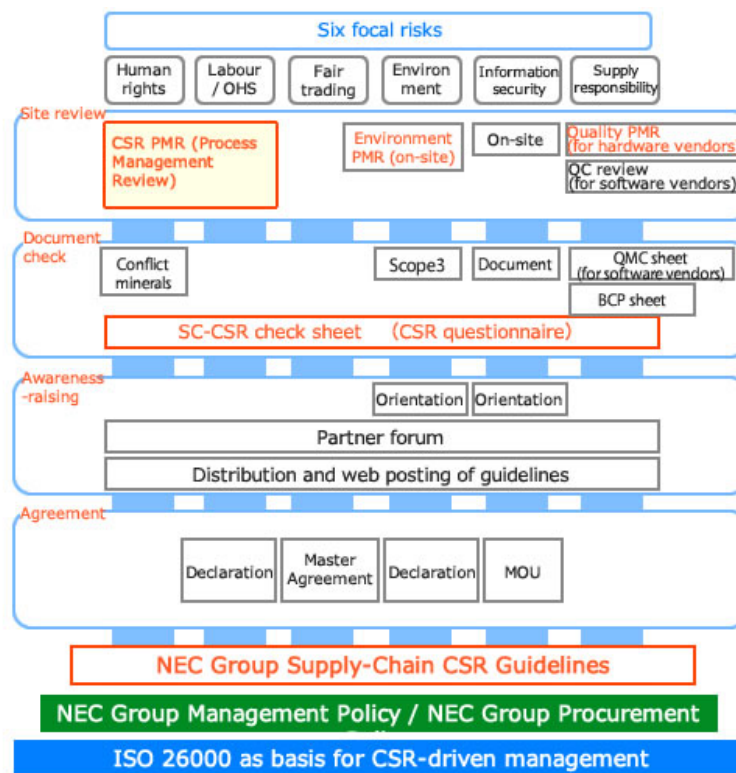 Six focal risks
Human
rights
Labour
/ OHS
Fair
trading
Environ
ment
Information
security
Supply
responsibility
Site review
CSR PMR (Process
Management
Review)
Environment
PMR (on-site)
On-site
Quality PMR
(for hardware vendors)
QC review
(for software vendors)
Document
check
Conflict
minerals
Scope3
Document
QMC sheet
(for software vendors)
BCP sheet
SC-CSR check sheet (CSR questionnaire)
Awareness
-raising
Orientation
Orientation
Partner forum
Distribution and web posting of guidelines
Agreement
Declaration
Master
Agreement
Declaration
MOU
NEC Group Supply-Chain CSR Guidelines
NEC Group Management Policy / NEC Group Procurement
ISO 26000 as basis for CSR-driven management